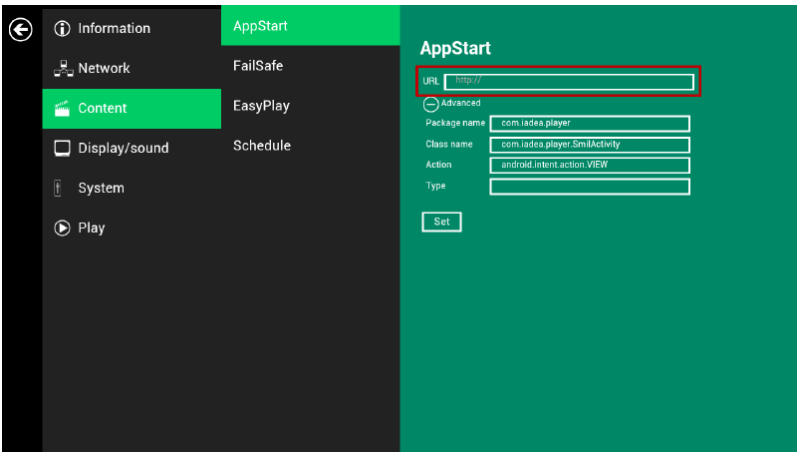 Information
Network
Content
Display/sound
System
Play
AppStart
FailSafe
EasyPlay
Schedule
AppStart
URL http://
Advanced
Package name com.iadea.player
Class name com.iadea.player.SmilActivity
Action android.intent.action.VIEW
Type
Set